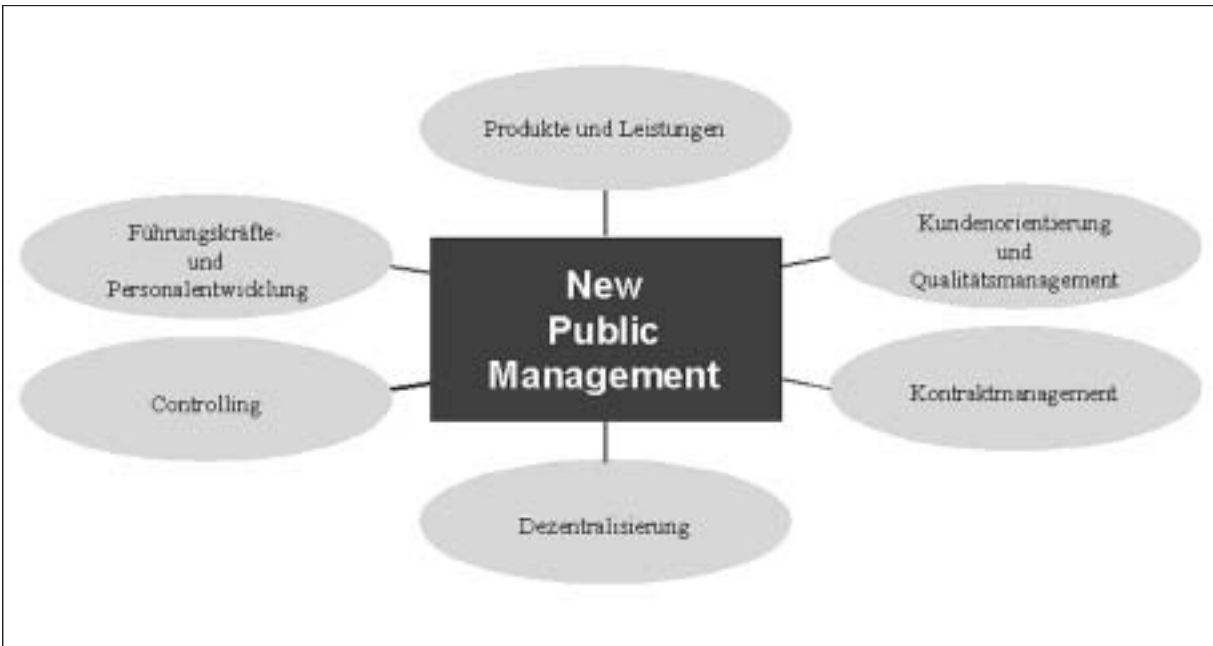 Produkte und Leistungen
Führungskräfte-
und
Personalentwicklung
Kundenorientierung
und
Qualitätsmanagement
New
Public
Management
Controlling
Kontraktmanagement
Dezentralisierung